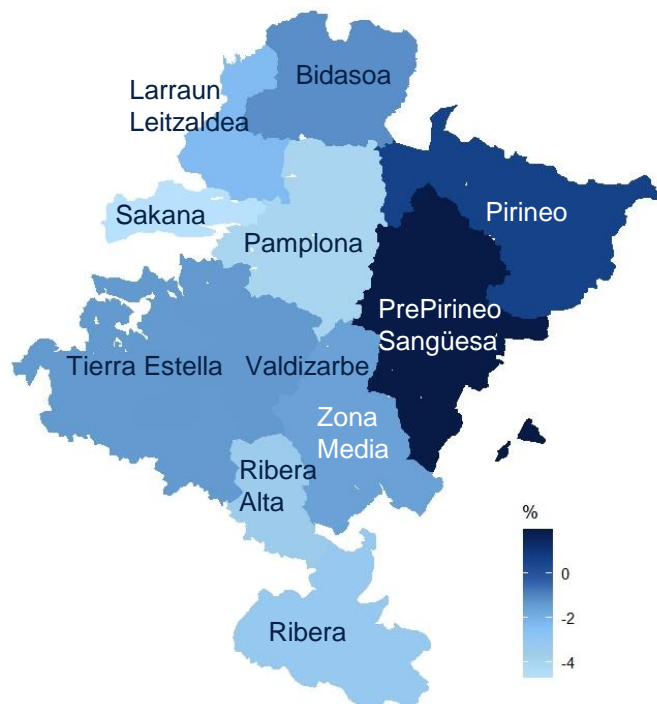 Bidasoa
Larraun
Leitzaldea
Sakana
Pirineo
Pamplona
PrePirineo
Sangüesa
Tierra Estella
Valdizarbe
Zona
Media
Ribera
Alta
%
0
-2
-4
Ribera